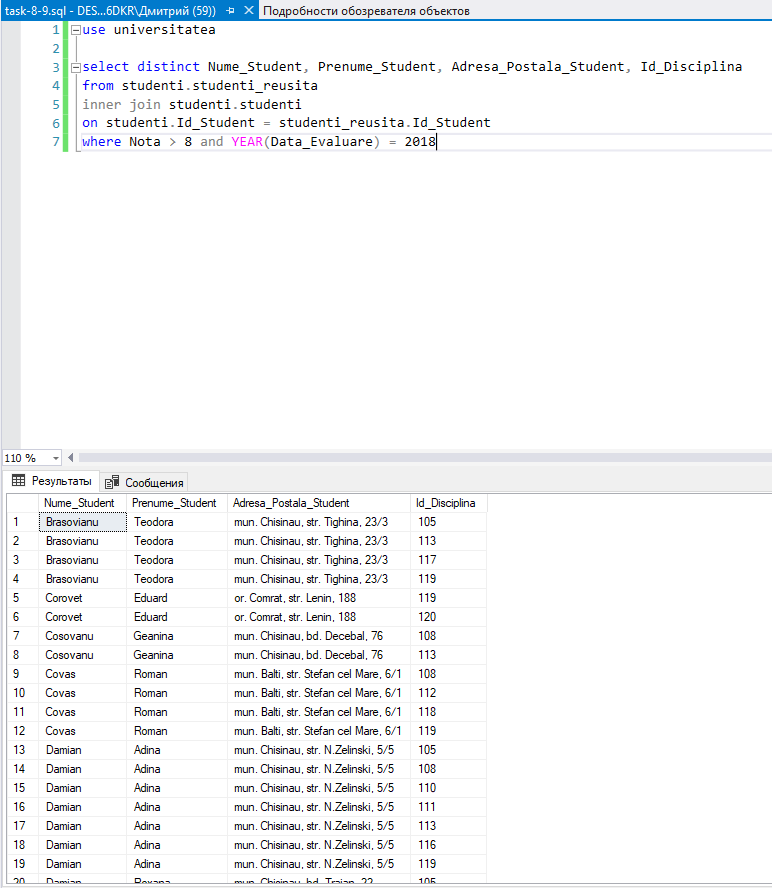 task-8-9.sql - DES...6DKR\Дмитрий (59)) Подробности обозревателя объектов
1 use universitatea
2
3 select distinct Nume_Student, Prenume_Student, Adresa_Postala_Student, Id_Disciplina
4 from studenti.studenti_reusita
5 inner join studenti.studenti
6 on studenti.Id_Student = studenti_reusita.Id_Student
7 where Nota > 8 and YEAR(Data_Evaluare) = 2018
110 %
Результаты Сообщения
Nume_Student Prenume_Student Adresa_Postala_Student Id_Disciplina
1 Brasovianu Teodora mun. Chisinau, str. Tighina, 23/3 105
2 Brasovianu Teodora mun. Chisinau, str. Tighina, 23/3 113
3 Brasovianu Teodora mun. Chisinau, str. Tighina, 23/3 117
4 Brasovianu Teodora mun. Chisinau, str. Tighina, 23/3 119
5 Corovet Eduard or. Comrat, str. Lenin, 188 119
6 Corovet Eduard or. Comrat, str. Lenin, 188 120
7 Cosovanu Geanina mun. Chisinau, bd. Decebal, 76 108
8 Cosovanu Geanina mun. Chisinau, bd. Decebal, 76 113
9 Covas Roman mun. Balti, str. Stefan cel Mare, 6/1 108
10 Covas Roman mun. Balti, str. Stefan cel Mare, 6/1 112
11 Covas Roman mun. Balti, str. Stefan cel Mare, 6/1 118
12 Covas Roman mun. Balti, str. Stefan cel Mare, 6/1 119
13 Damian Adina mun. Chisinau, str. N.Zelinski, 5/5 105
14 Damian Adina mun. Chisinau, str. N.Zelinski, 5/5 108
15 Damian Adina mun. Chisinau, str. N.Zelinski, 5/5 110
16 Damian Adina mun. Chisinau, str. N.Zelinski, 5/5 111
17 Damian Adina mun. Chisinau, str. N.Zelinski, 5/5 113
18 Damian Adina mun. Chisinau, str. N.Zelinski, 5/5 116
19 Damian Adina mun. Chisinau, str. N.Zelinski, 5/5 119
20 Damian Roxana mun. Chisinau, bd. Traian, 22 105